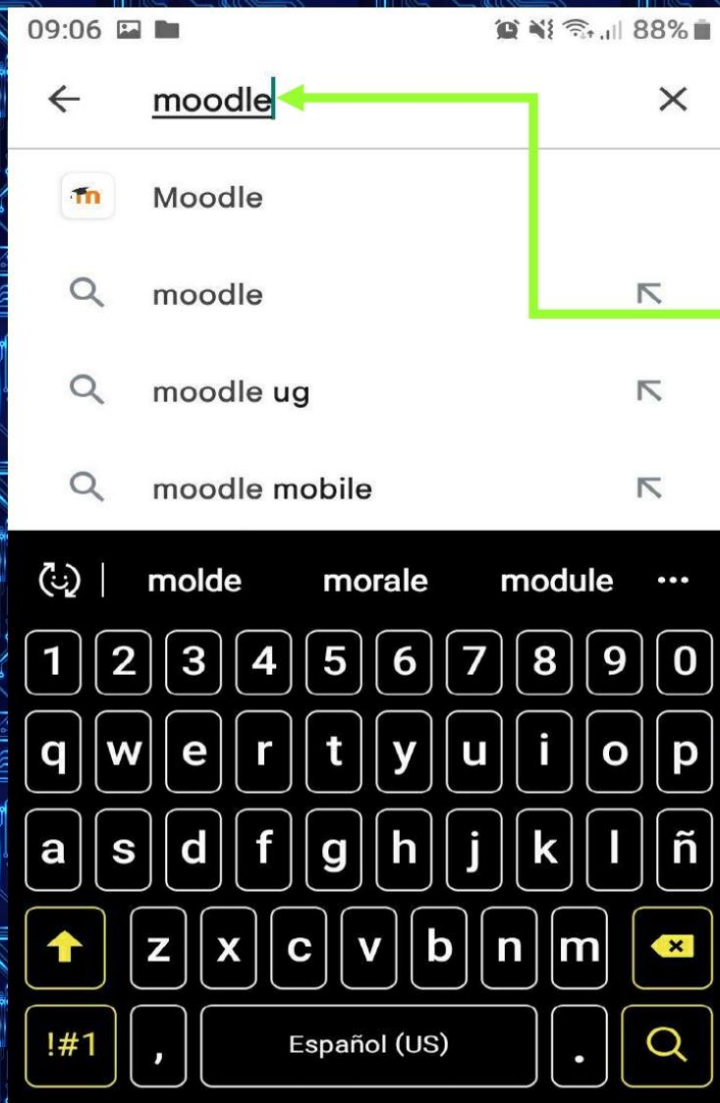 09:06 88%
moodle
m Moodle
moodle
moodle ug
moodle mobile
molde morale module ...
1 2 3 4 5 6 7 8 9 0
q w e r t y u i o p
a s d f g h j k l ñ
z x c v b n m
!#1 , Español (US) .